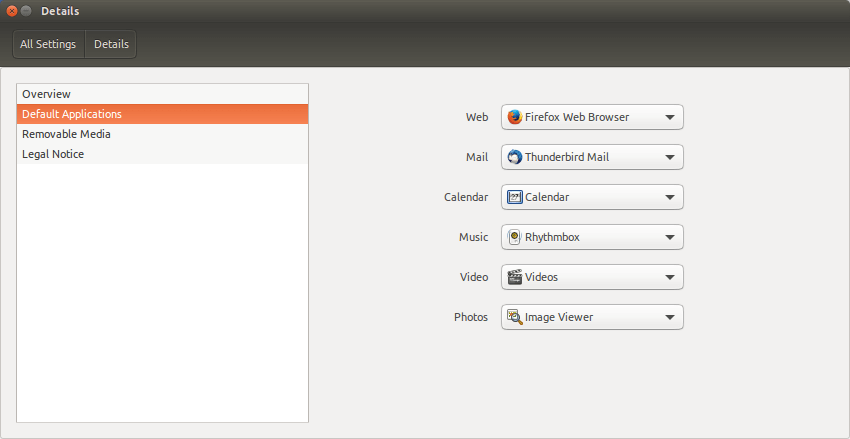 Details
All Settings Details
Overview
Default Applications
Removable Media
Legal Notice
Web Firefox Web Browser
Mail Thunderbird Mail
Calendar Calendar
Music Rhythmbox
Video Videos
Photos Image Viewer